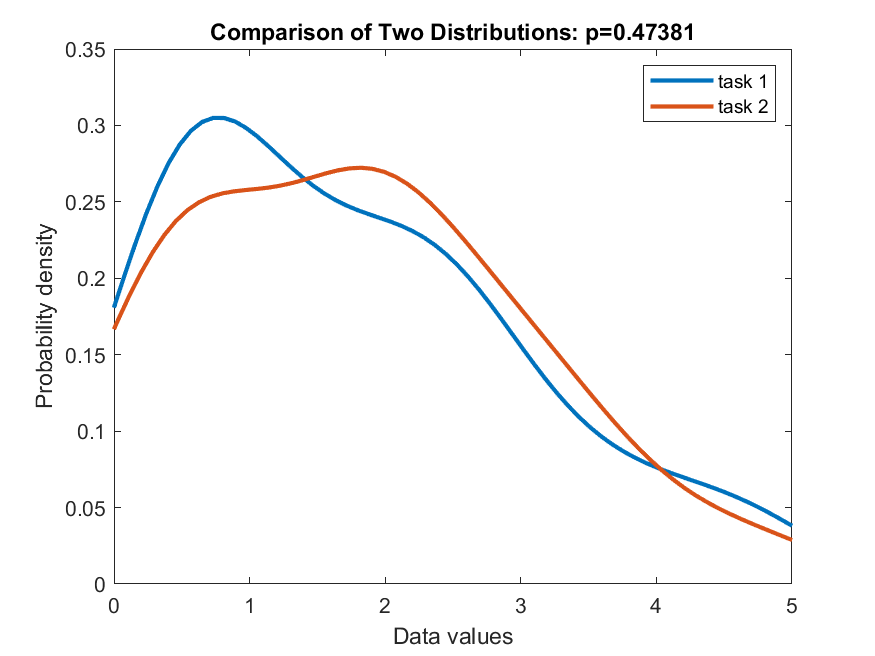 Comparison of Two Distributions: p=0.47381
0.35
0.3
0.25
0.2
0.15
0.1
0.05
0
Probability density
task 1
task 2
0 1 2 3 4 5
Data values